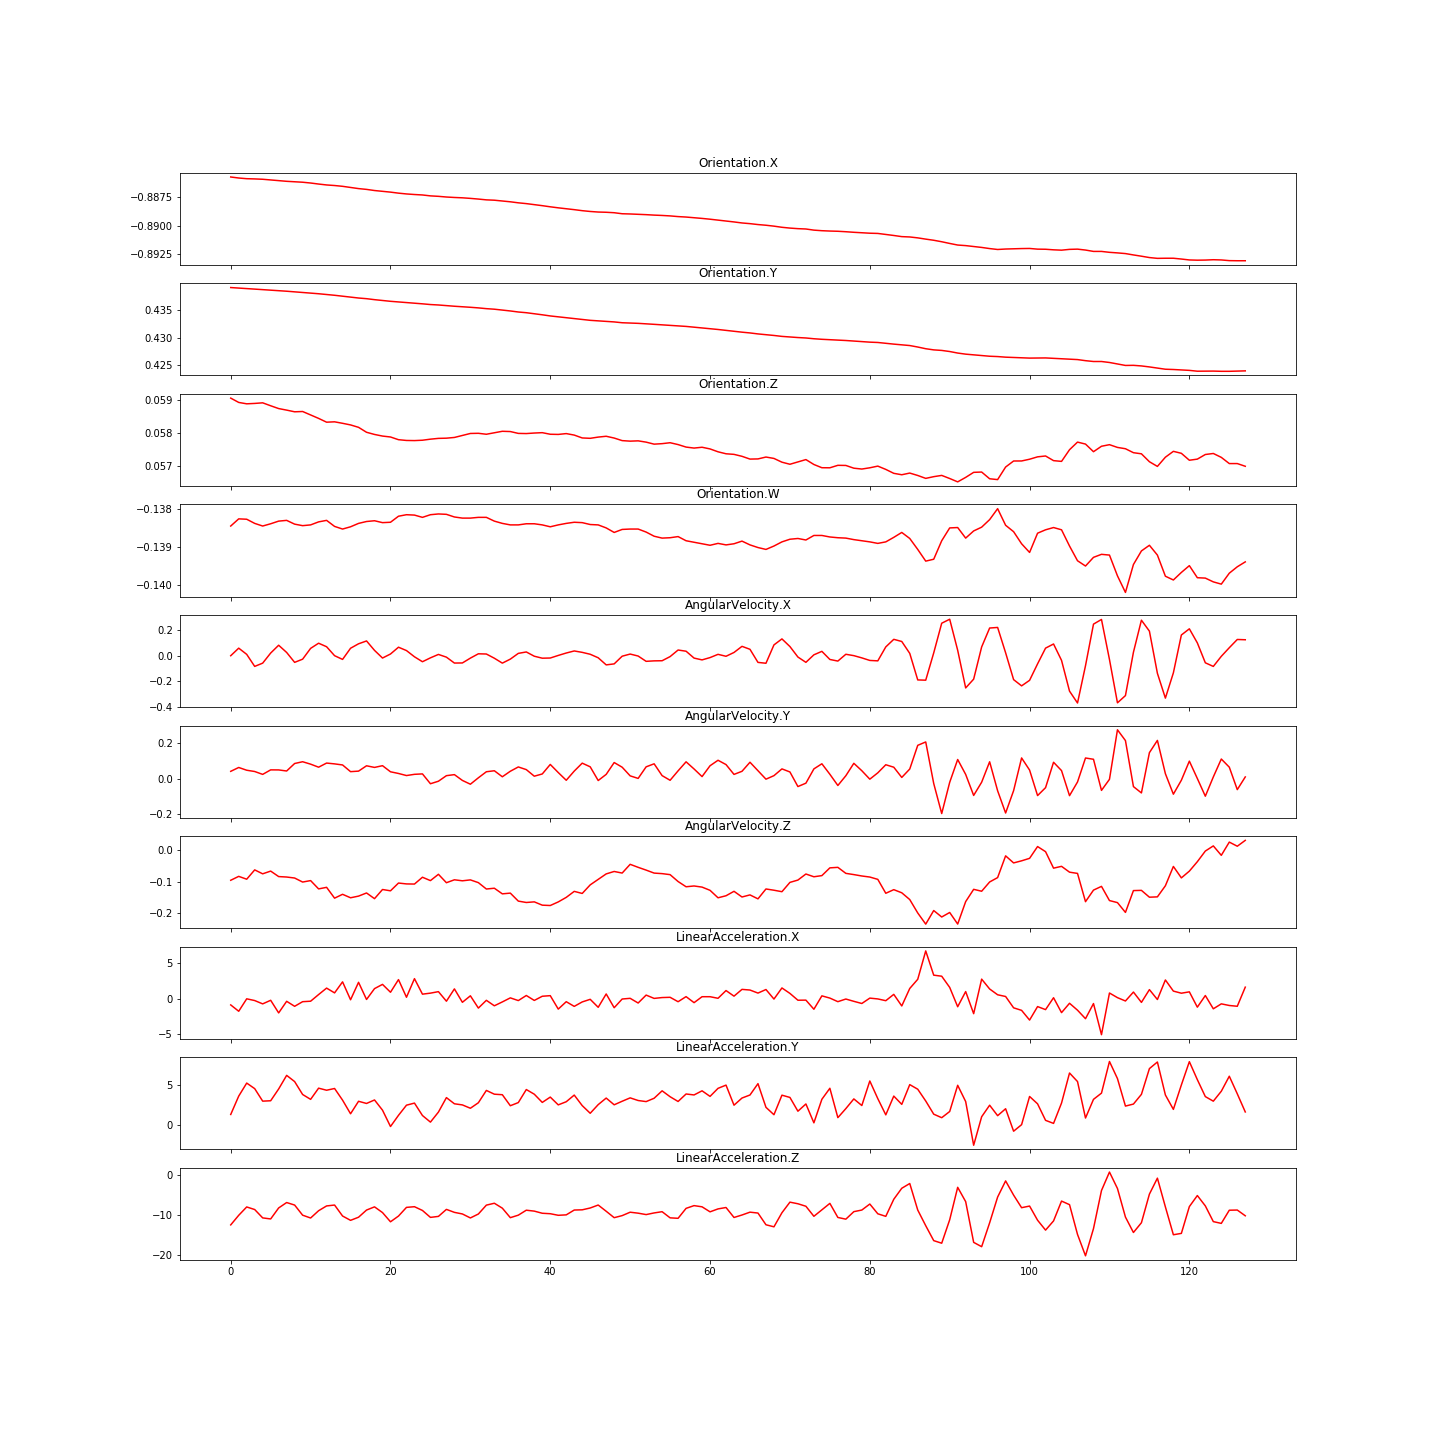 Orientation.X
−0.8875
−0.8900
−0.8925
Orientation.Y
0.435
0.430
0.425
Orientation.Z
0.059
0.058
0.057
Orientation.W
−0.138
−0.139
−0.140
AngularVelocity.X
0.2
0.0
−0.2
−0.4
AngularVelocity.Y
0.2
0.0
−0.2
AngularVelocity.Z
0.0
−0.1
−0.2
LinearAcceleration.X
5
0
−5
LinearAcceleration.Y
5
0
LinearAcceleration.Z
0
−10
−20
0 20 40 60 80 100 120